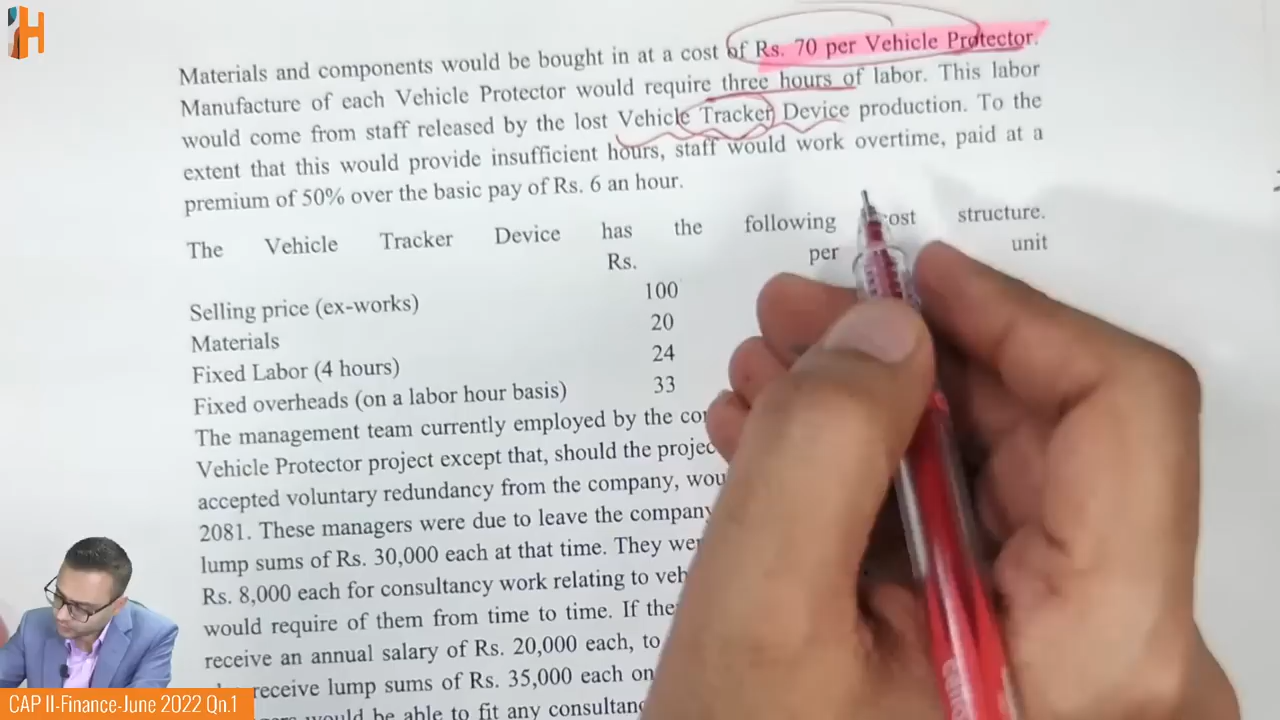 H
Materials and components would be bought in at a cost of Rs. 70 per Vehicle Protector.
Manufacture of each Vehicle Protector would require three hours of labor. This labor
would come from staff released by the lost Vehicle Tracker Device production. To the
extent that this would provide insufficient hours, staff would work overtime, paid at a
premium of 50% over the basic pay of Rs. 6 an hour.
The Vehicle Tracker Device has the following cost structure.
Rs. per unit
Selling price (ex-works) 100
Materials 20
Fixed Labor (4 hours) 24
Fixed overheads (on a labor hour basis) 33
The management team currently employed by the
Vehicle Protector project except that, should the
accepted voluntary redundancy from the company,
2081. These managers were due to leave the company
lump sums of Rs. 30,000 each at that time. They
Rs. 8,000 each for consultancy work relating to
would require of them from time to time. If
receive an annual salary of Rs. 20,000 each, to
receive lump sums of Rs. 35,000 each on
would be able to fit any
CAP II-Finance-June 2022 Qn.1